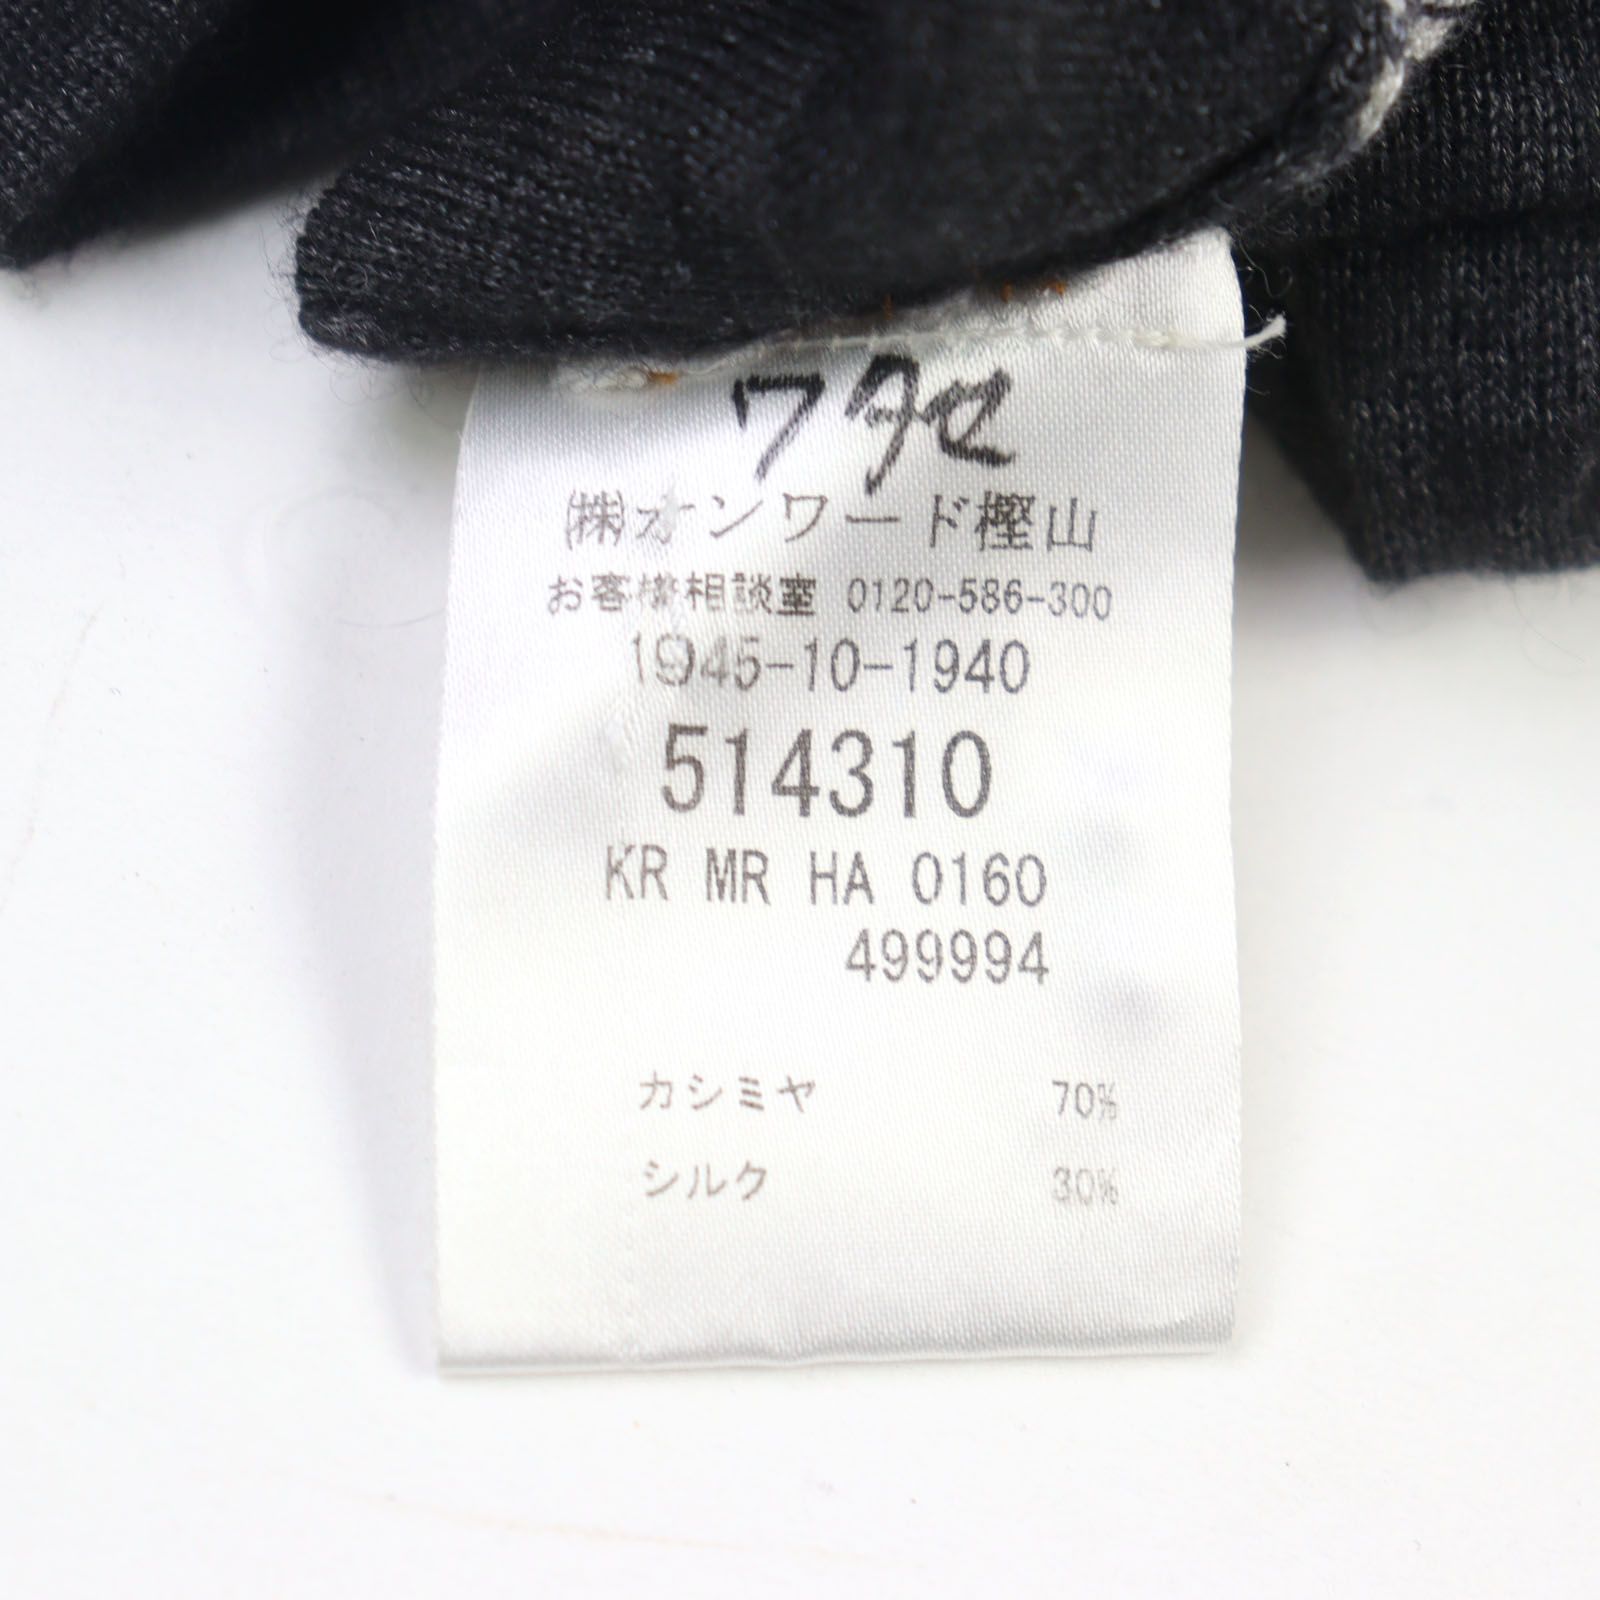 ワタセ
㈱オンワード樫山
お客様相談室 0120-586-300
1945-10-1940
514310
KR MR HA 0160
499994
カシミヤ 70%
シルク 30%